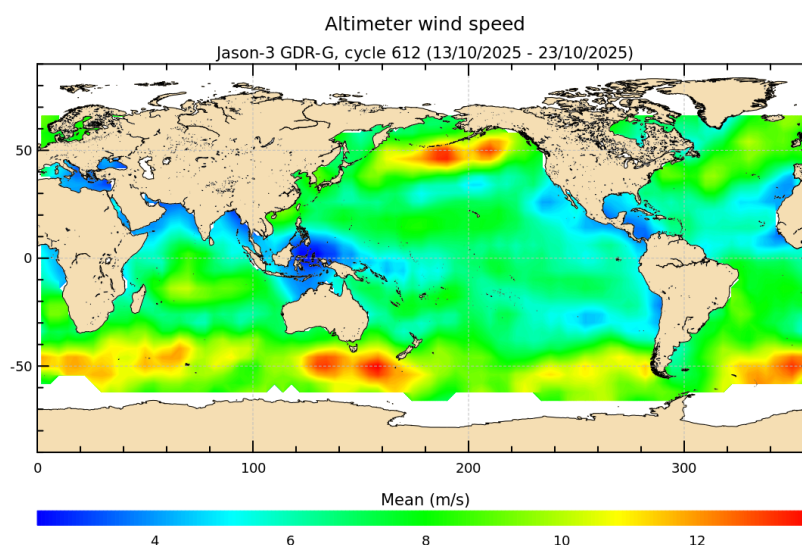 Altimeter wind speed
Jason-3 GDR-G, cycle 612 (13/10/2025 - 23/10/2025)
50
0
-50
0 100 200 300
Mean (m/s)
4 6 8 10 12